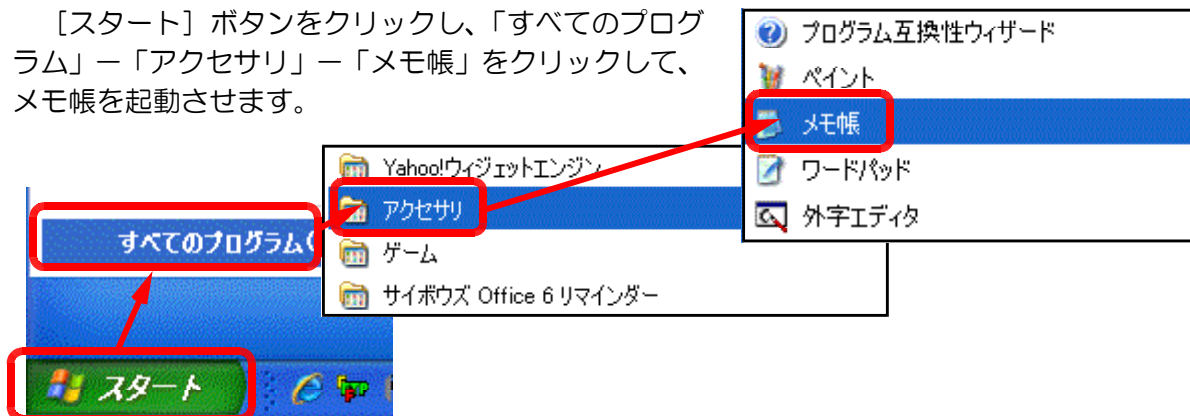 ［スタート］ボタンをクリックし、「すべてのプログ
ラム」－「アクセサリ」－「メモ帳」をクリックして、
メモ帳を起動させます。
プログラム互換性ウィザード
ペイント
メモ帳
ワードパッド
外字エディタ
Yahoo!ウィジェットエンジン
アクセサリ
ゲーム
サイボウズ Office 6 リマインダー
すべてのプログラム(
スタート